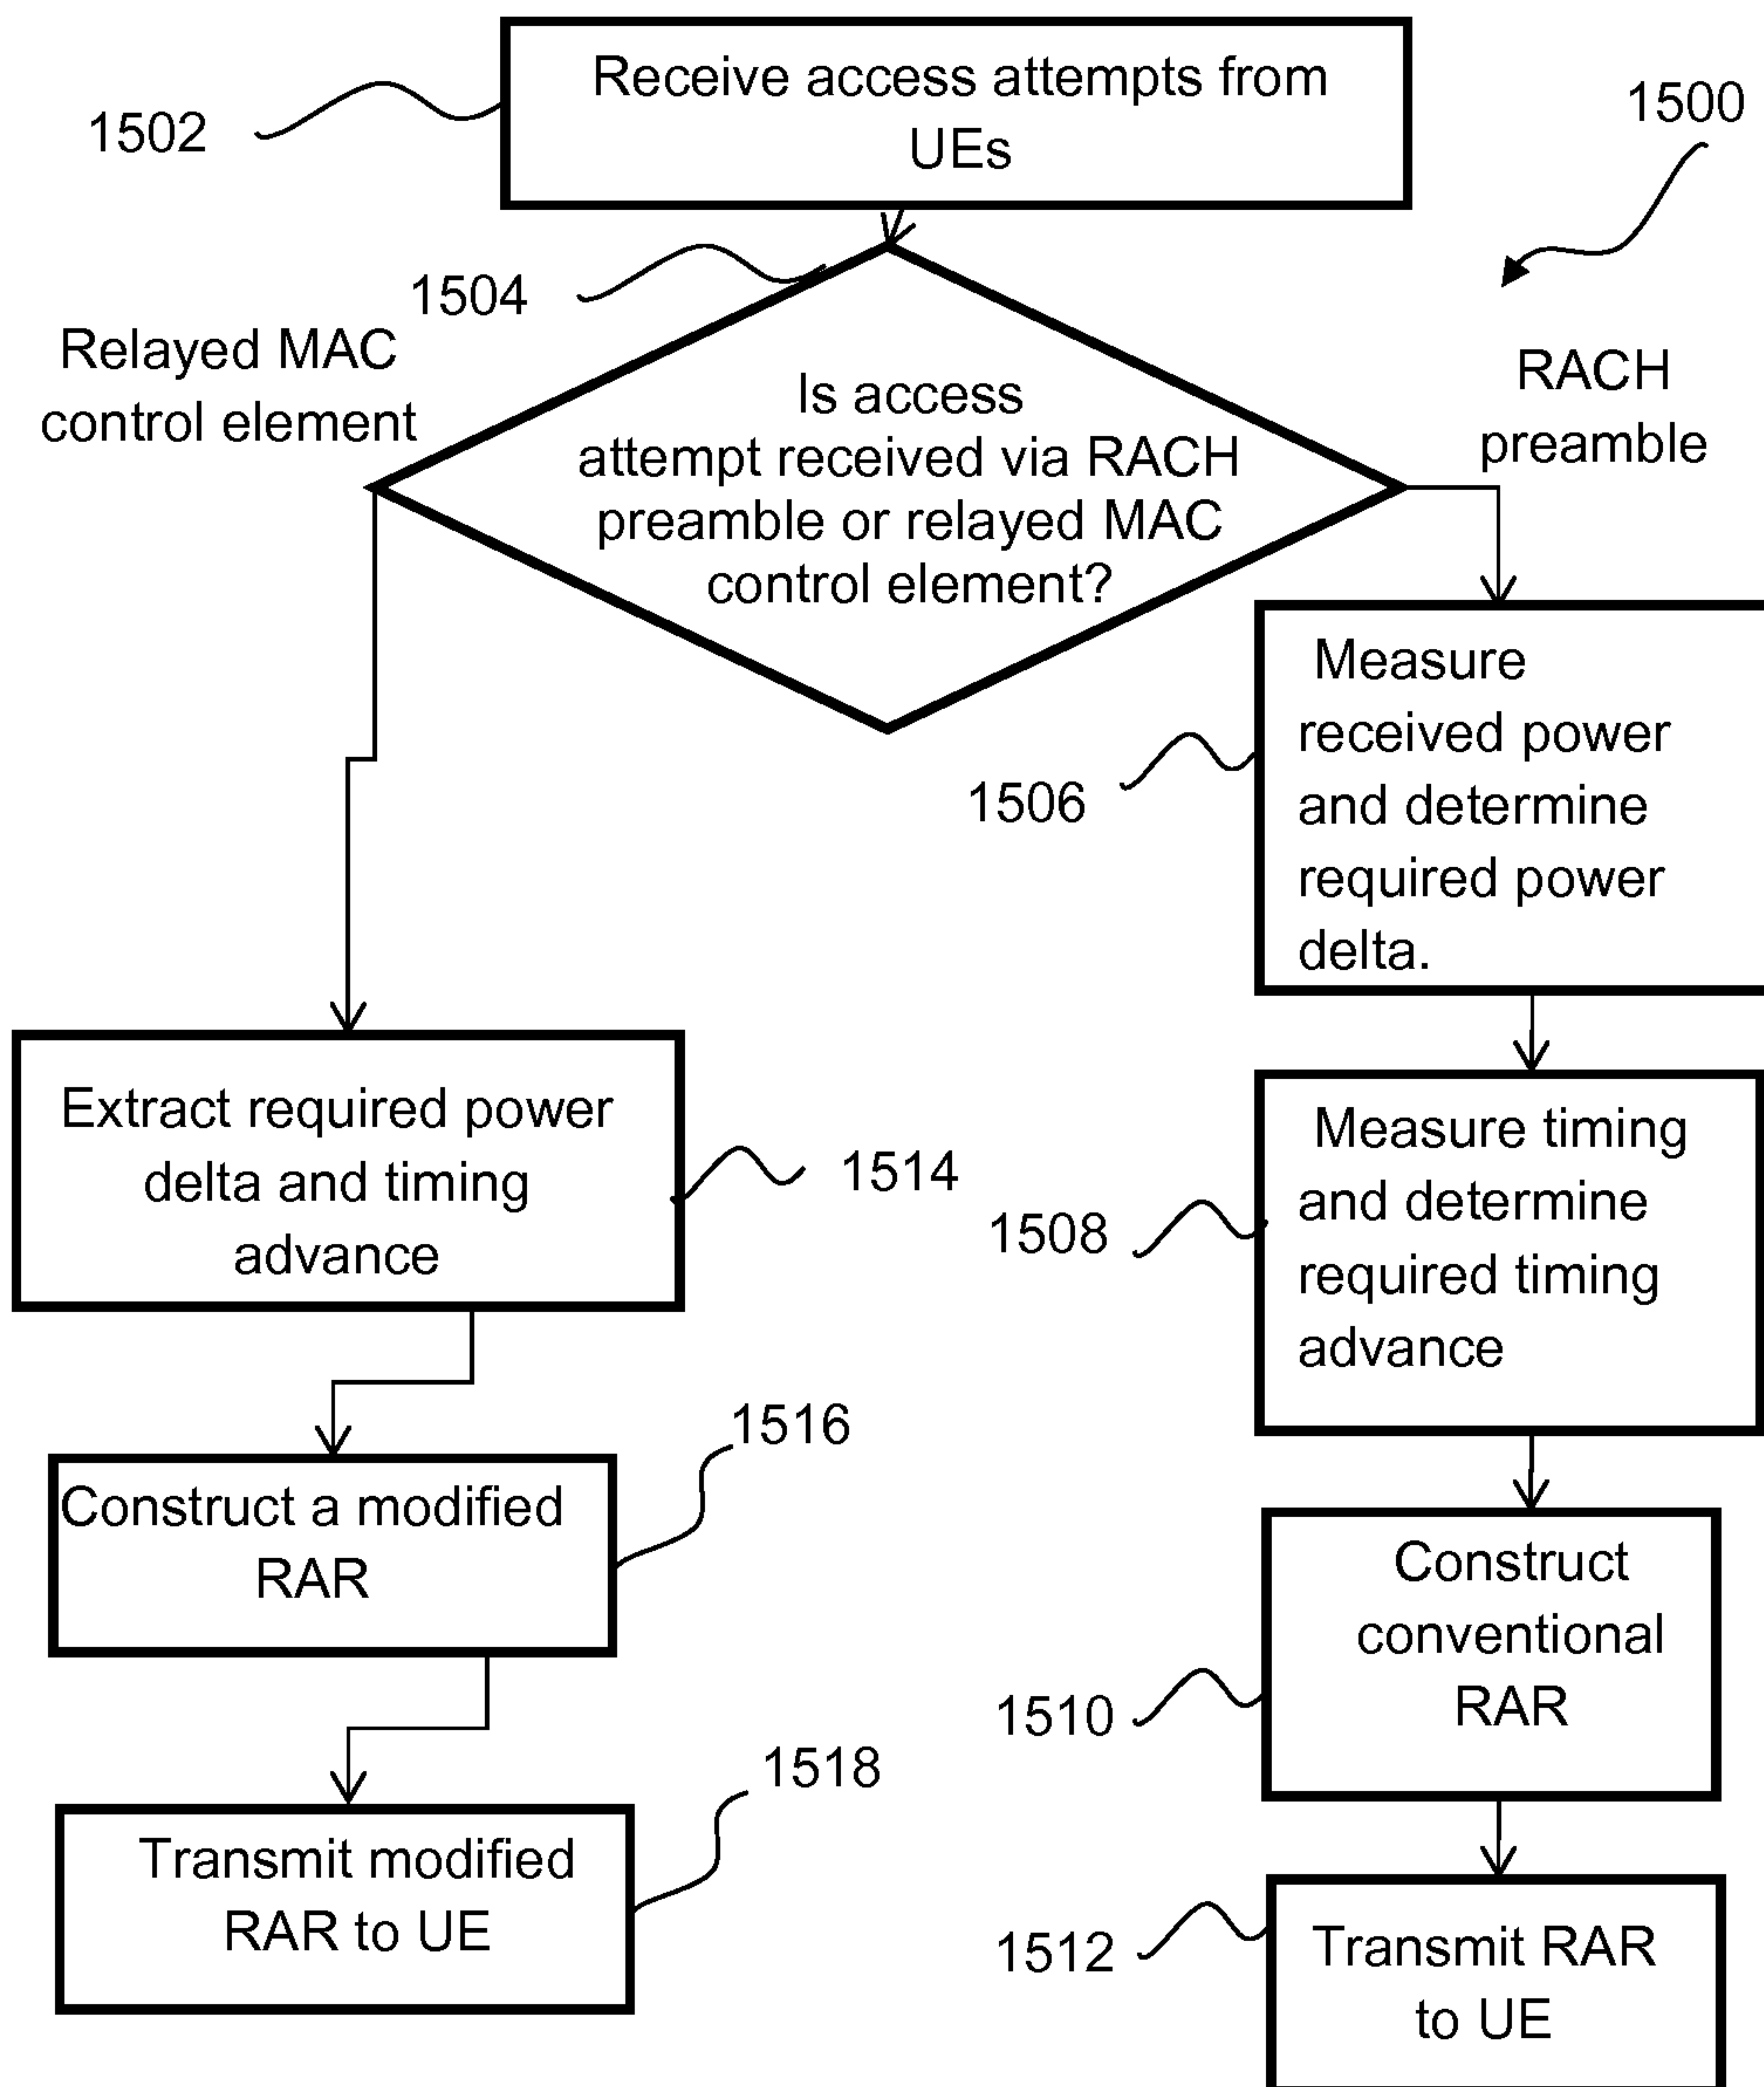 Receive access attempts from
UEs
1502
1500
1504
Relayed MAC
control element
Is access
attempt received via RACH
preamble or relayed MAC
control element?
RACH
preamble
Measure
received power
and determine
required power
delta.
1506
Extract required power
delta and timing
advance
1514
Measure timing
and determine
required timing
advance
1508
1516
Construct a modified
RAR
Construct
conventional
RAR
1510
1518
Transmit modified
RAR to UE
1512
Transmit RAR
to UE